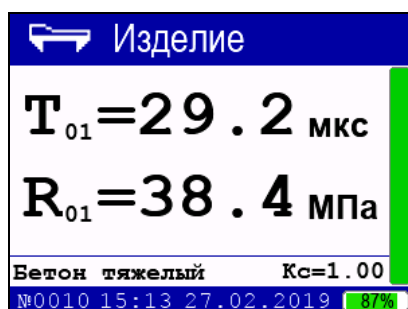 Изделие
T01=29.2 мкс
R01=38.4 МПа
Бетон тяжелый Kc=1.00
№0010 15:13 27.02.2019 87%